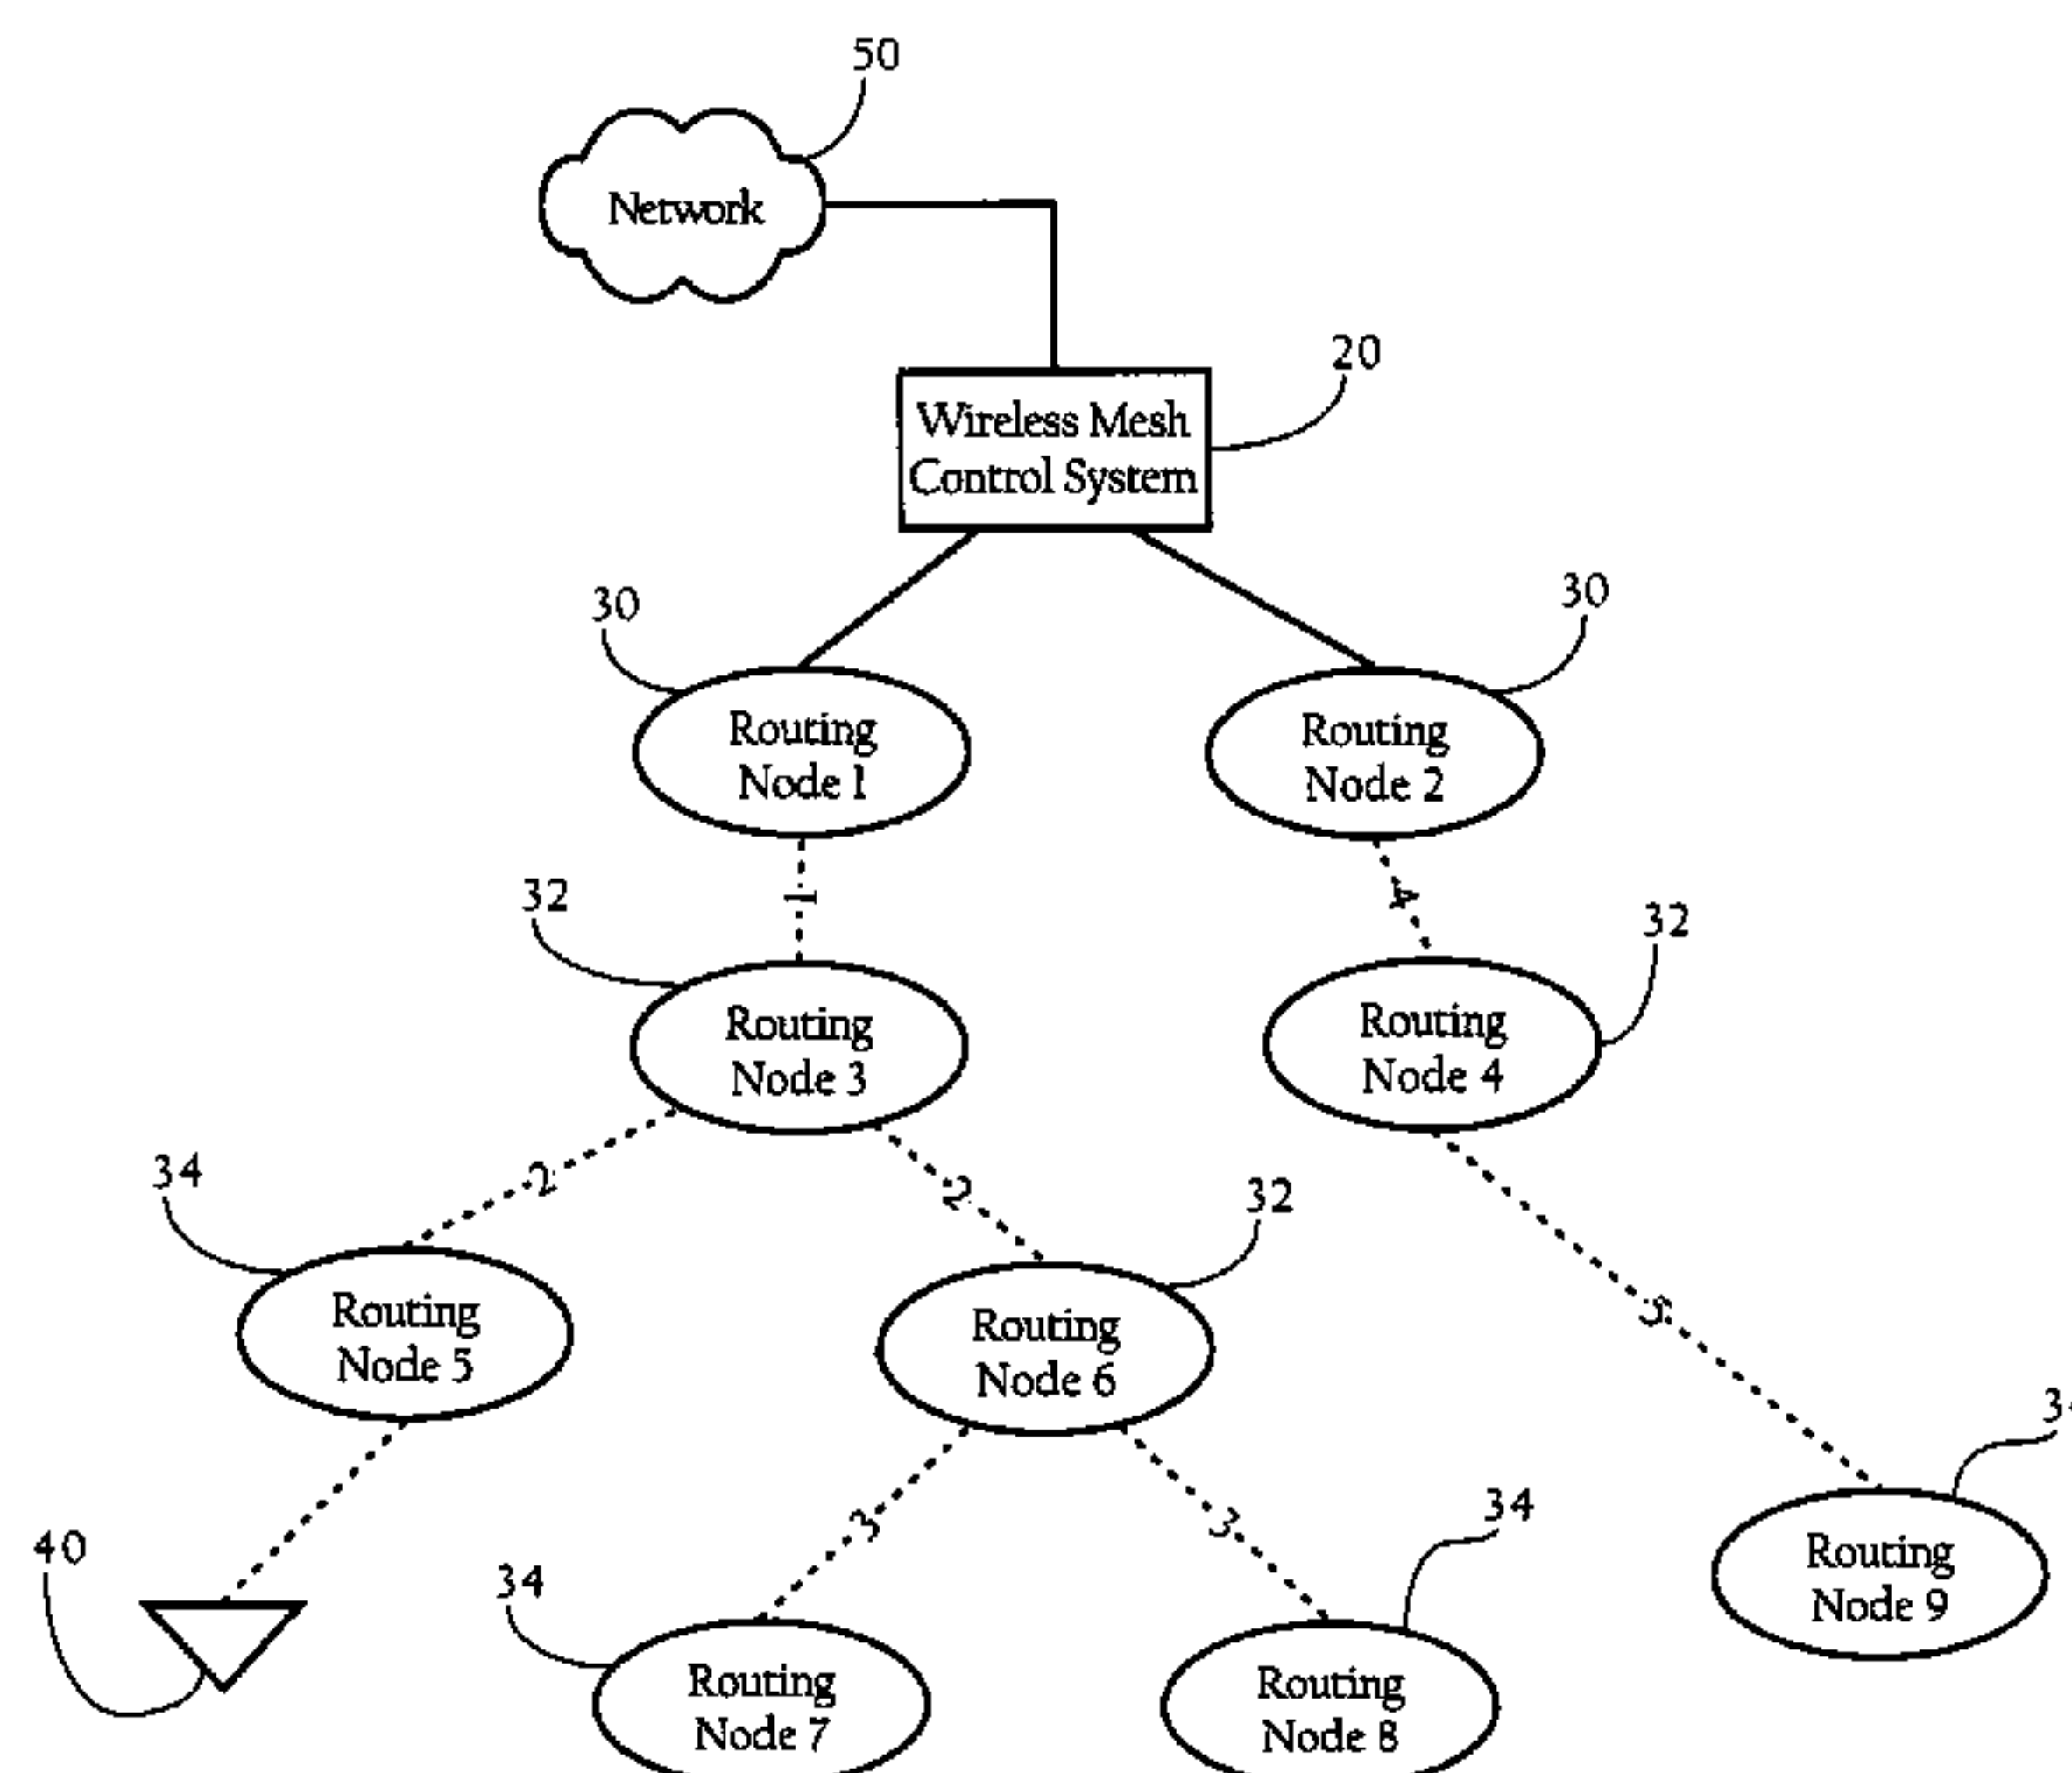 50
Network
20
Wireless Mesh
Control System
30
30
Routing
Node 1
Routing
Node 2
1
4
32
32
Routing
Node 3
Routing
Node 4
2
2
34
32
Routing
Node 5
Routing
Node 6
5
3
3
34
34
40
Routing
Node 9
Routing
Node 7
Routing
Node 8